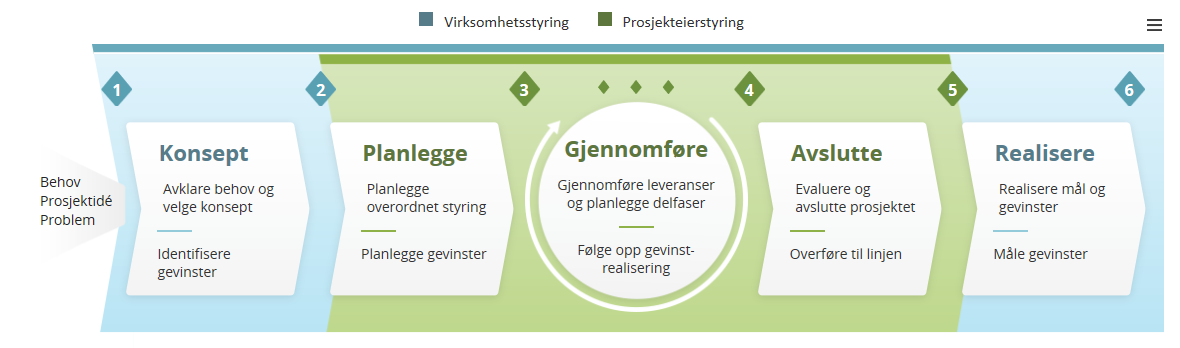 Virksomhetsstyring
Prosjekteierstyring
1
2
3
4
5
6
Behov
Prosjektidé
Problem
Konsept
Avklare behov og
velge konsept
Identifisere
gevinster
Planlegge
Planlegge
overordnet styring
Planlegge gevinster
Gjennomføre
Gjennomføre leveranser
og planlegge delfaser
Følge opp gevinst-
realisering
Avslutte
Evaluere og
avslutte prosjektet
Overføre til linjen
Realisere
Realisere mål og
gevinster
Måle gevinster